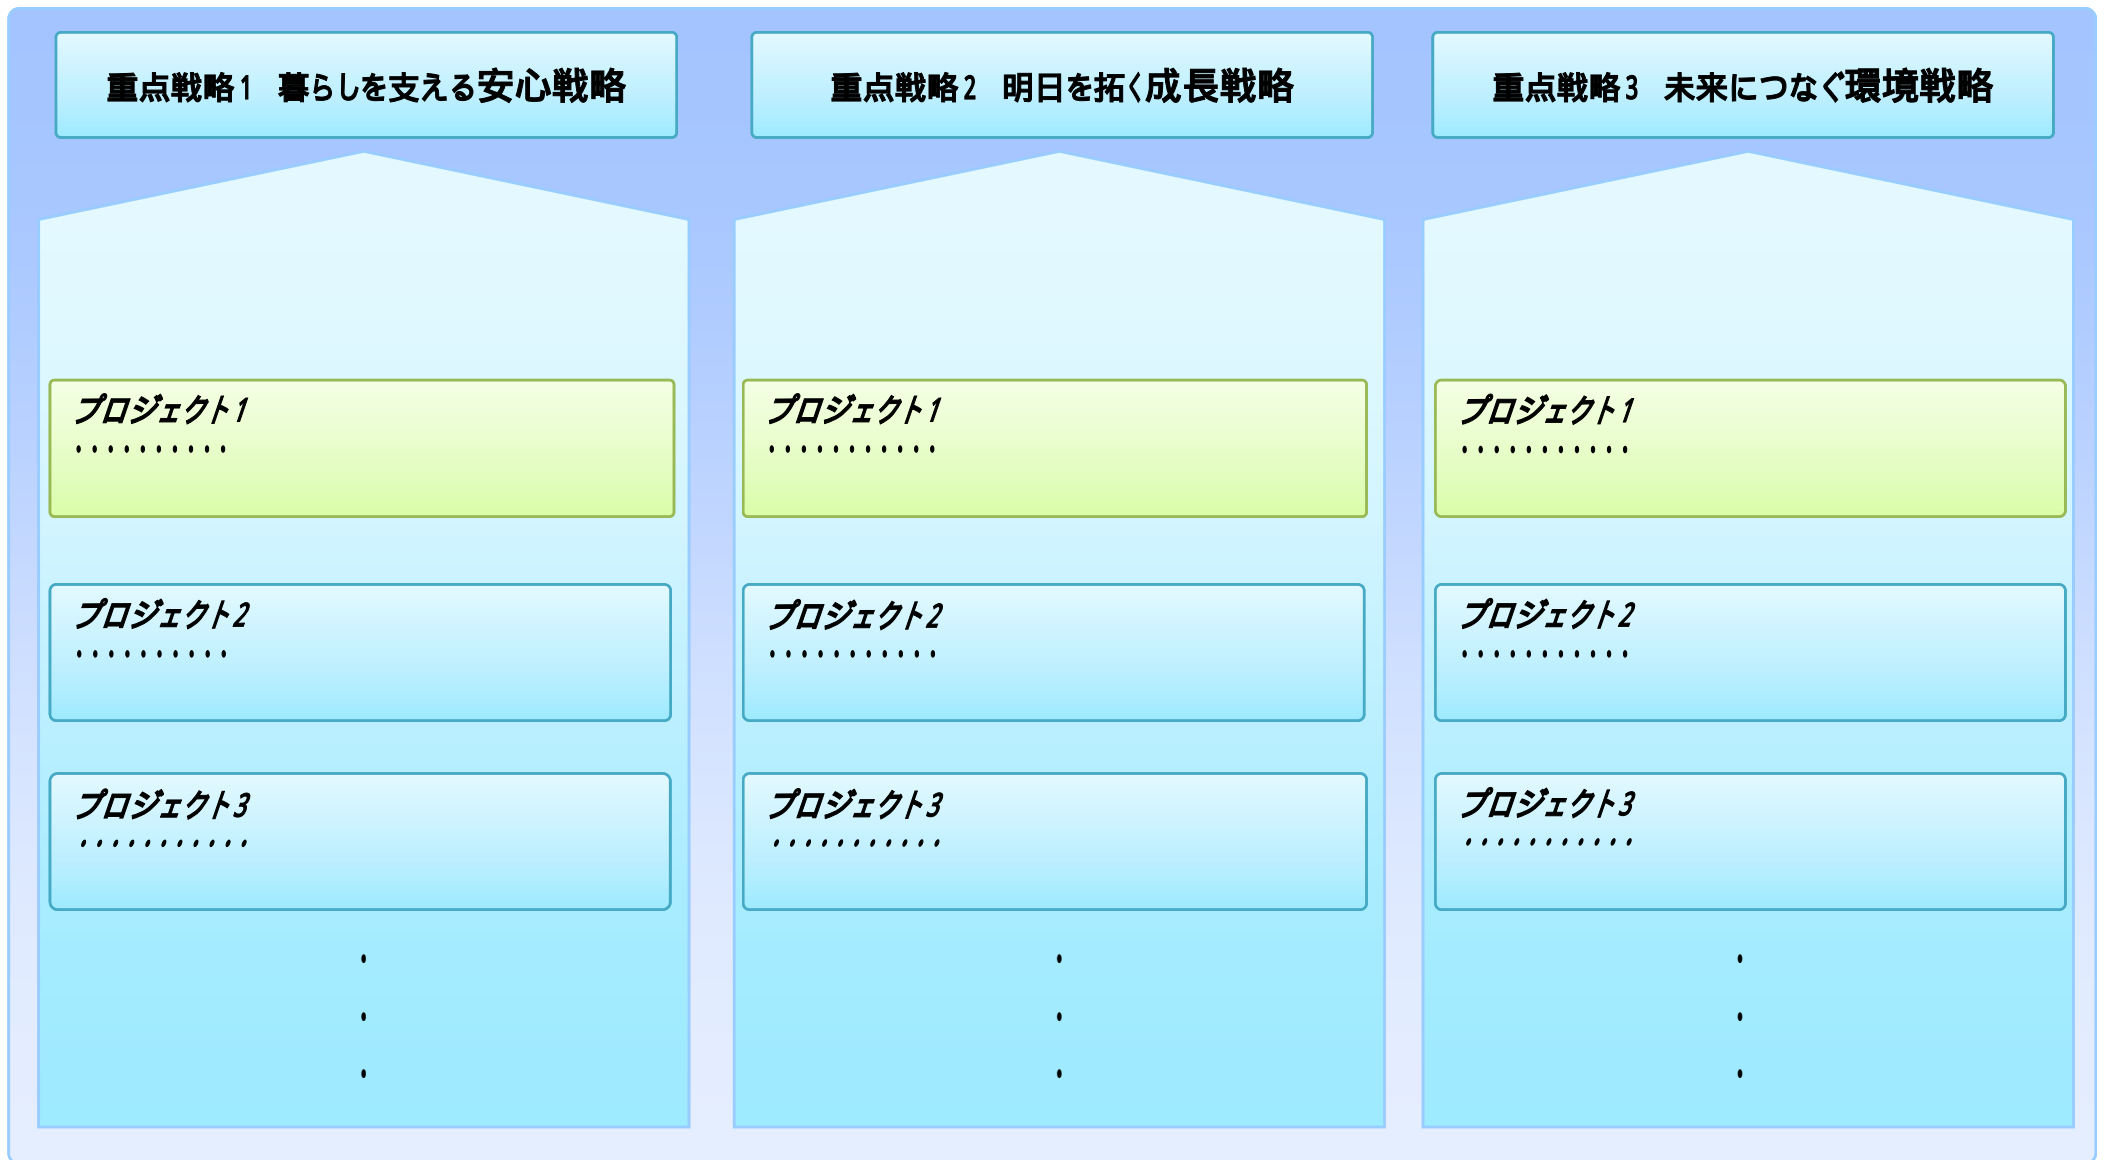 重点戦略1　暮らしを支える安心戦略
プロジェクト1
・・・・・・・・・・
プロジェクト2
・・・・・・・・・・
プロジェクト3
・・・・・・・・・・・
・
・
・
重点戦略2　明日を拓く成長戦略
プロジェクト1
・・・・・・・・・・・
プロジェクト2
・・・・・・・・・・・
プロジェクト3
・・・・・・・・・・・
・
・
・
重点戦略3　未来につなぐ環境戦略
プロジェクト1
・・・・・・・・・・・
プロジェクト2
・・・・・・・・・・・
プロジェクト3
・・・・・・・・・・・
・
・
・